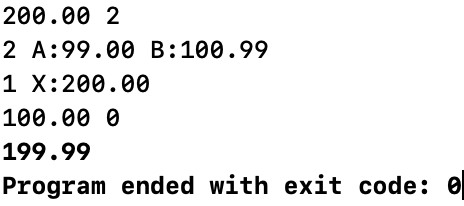 200.00 2
2 A:99.00 B:100.99
1 X:200.00
100.00 0
199.99
Program ended with exit code: 0